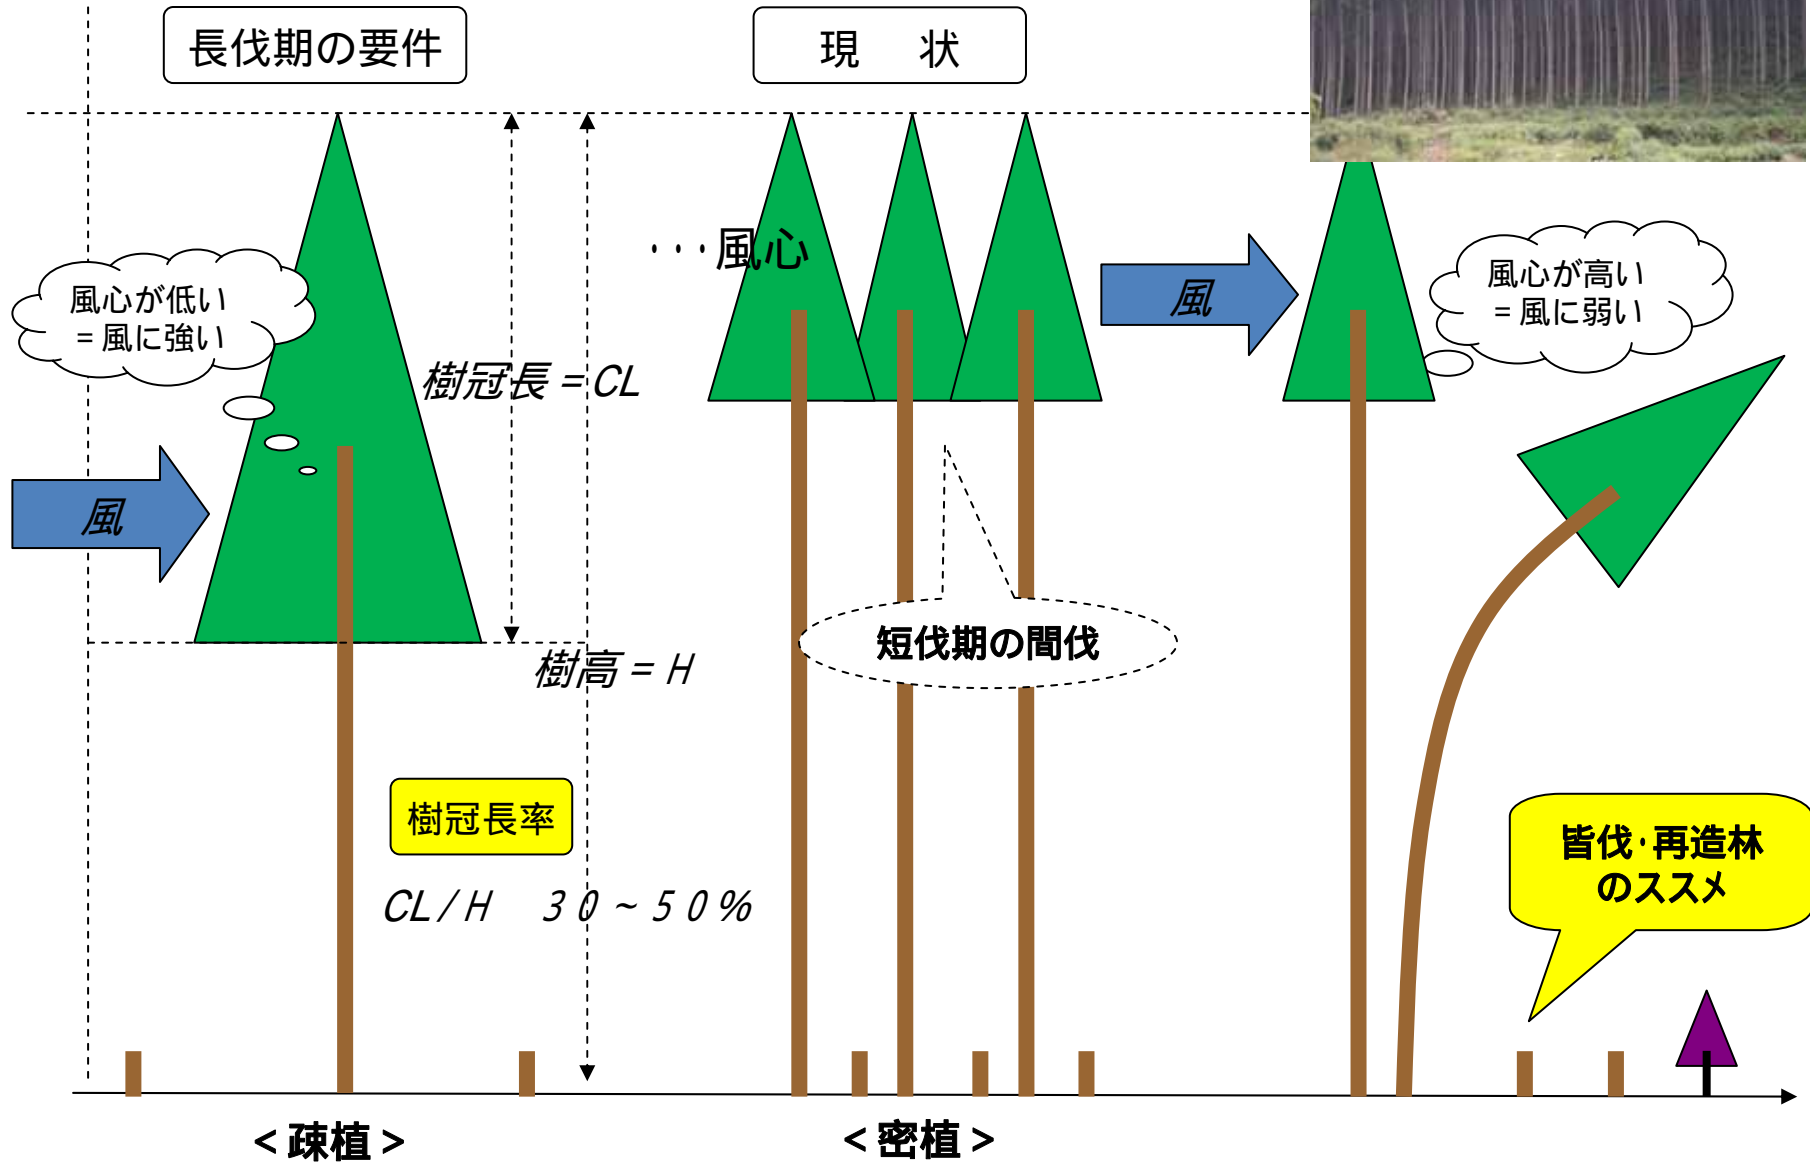 長伐期の要件
現　状
・・・風心
風心が低い
=風に強い
風
風心が高い
=風に弱い
樹冠長=CL
風
短伐期の間伐
樹高=H
樹冠長率
CL/H　30~50%
皆伐・再造林
のススメ
<疎植>
<密植>